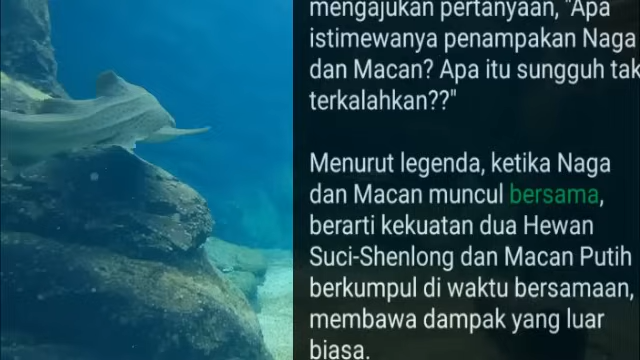 mengajukan pertanyaan, "Apa
istimewanya penampakan Naga
dan Macan? Apa itu sungguh tak
terkalahkan??"
Menurut legenda, ketika Naga
dan Macan muncul bersama,
berarti kekuatan dua Hewan
Suci-Shenlong dan Macan Putih
berkumpul di waktu bersamaan,
membawa dampak yang luar
biasa.